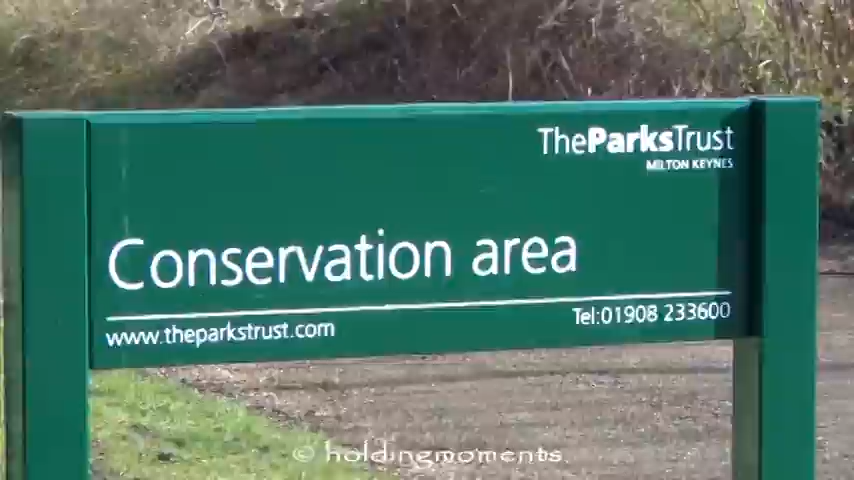 TheParksTrust
MILTON KEYNES
Conservation area
www.theparkstrust.com
Tel:01908 233600
© holdingmoments